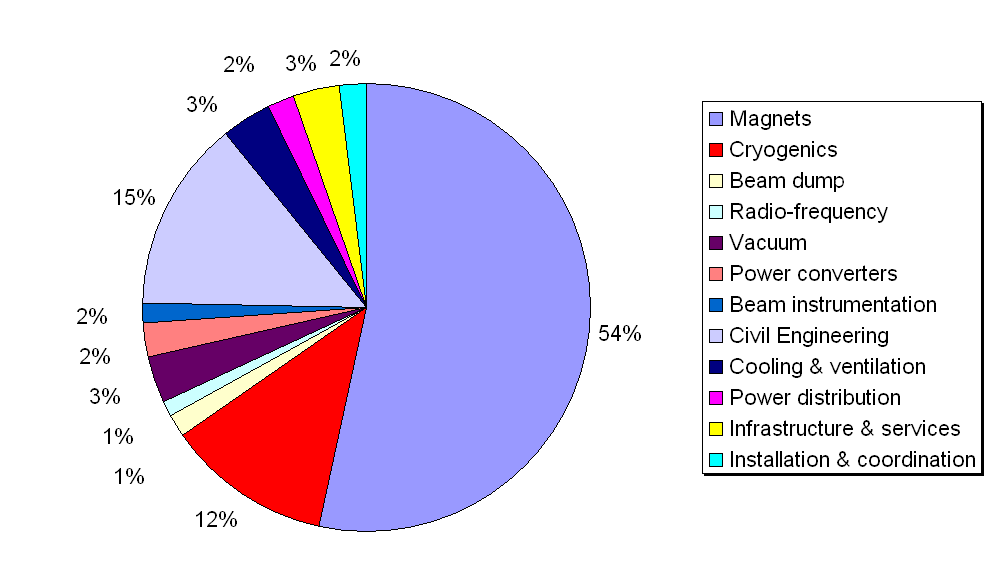 2%
3%
2%
3%
15%
2%
2%
3%
1%
1%
12%
54%
Magnets
Cryogenics
Beam dump
Radio-frequency
Vacuum
Power converters
Beam instrumentation
Civil Engineering
Cooling & ventilation
Power distribution
Infrastructure & services
Installation & coordination